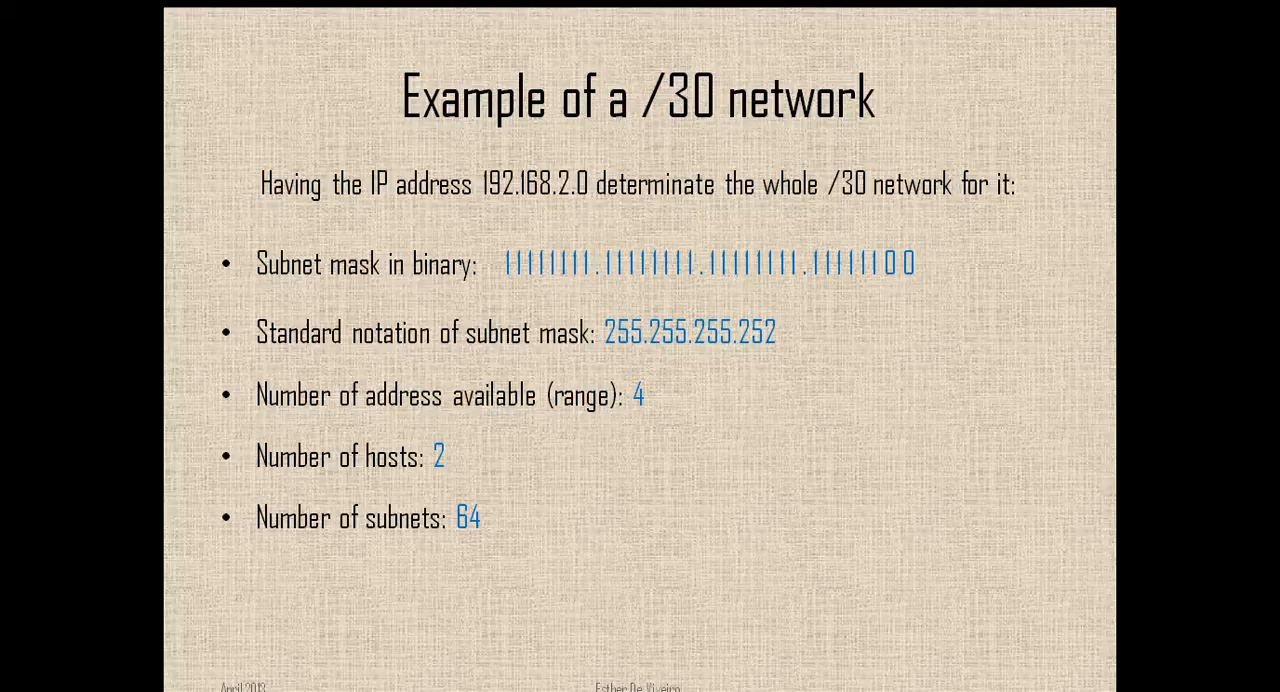 Example of a /30 network
Having the IP address 192.168.2.0 determinate the whole /30 network for it:
• Subnet mask in binary: 11111111.11111111.11111111.11111100
• Standard notation of subnet mask: 255.255.255.252
• Number of address available (range): 4
• Number of hosts: 2
• Number of subnets: 64
April 2013
Esther De Viveiro